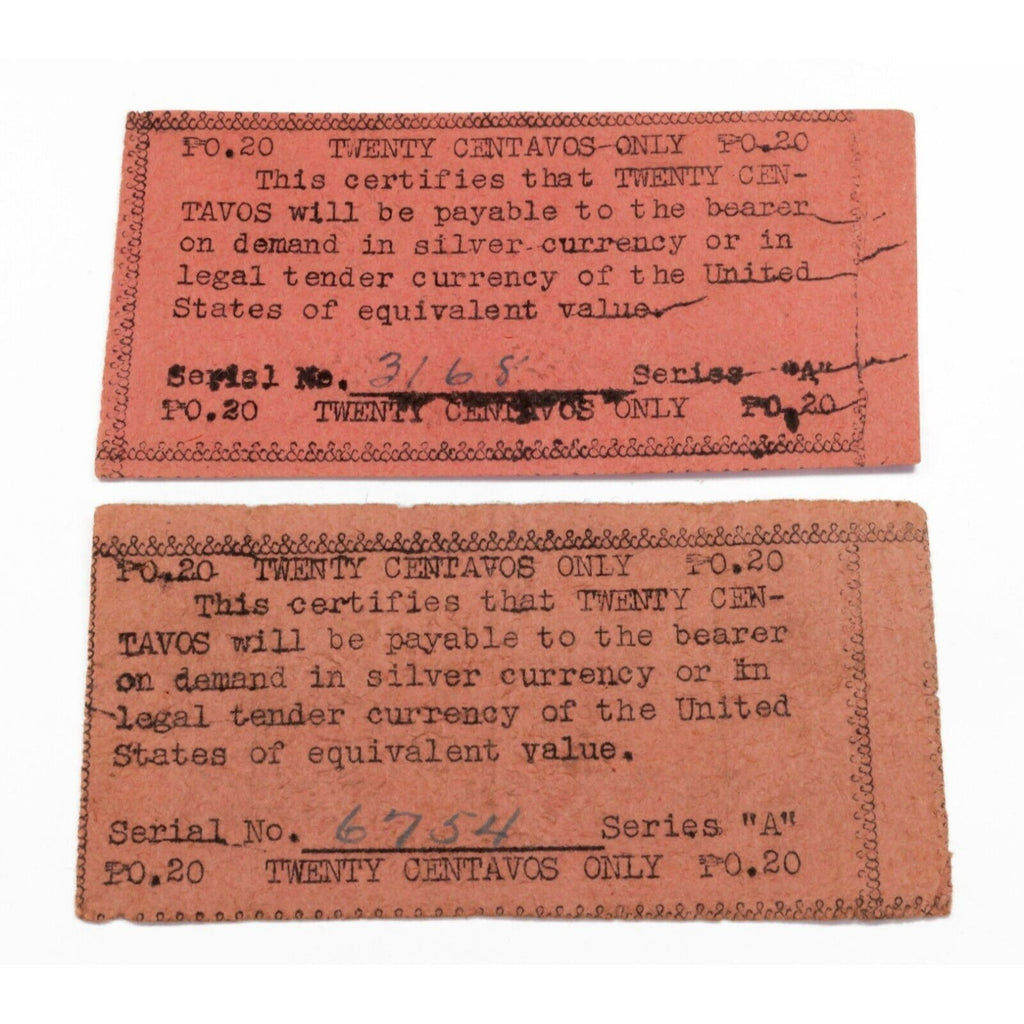 ₱0.20 TWENTY CENTAVOS ONLY ₱0.20
This certifies that TWENTY CEN-
TAVOS will be payable to the bearer
on demand in silver currency or in
legal tender currency of the United
States of equivalent value.
Serisl No. 3168 Series "A"
₱0.20 TWENTY CENTAVOS ONLY ₱0.20
₱0.20 TWENTY CENTAVOS ONLY ₱0.20
This certifies that TWENTY CEN-
TAVOS will be payable to the bearer
on demand in silver currency or in
legal tender currency of the United
States of equivalent value.
Serial No. 6754 Series "A"
₱0.20 TWENTY CENTAVOS ONLY ₱0.20